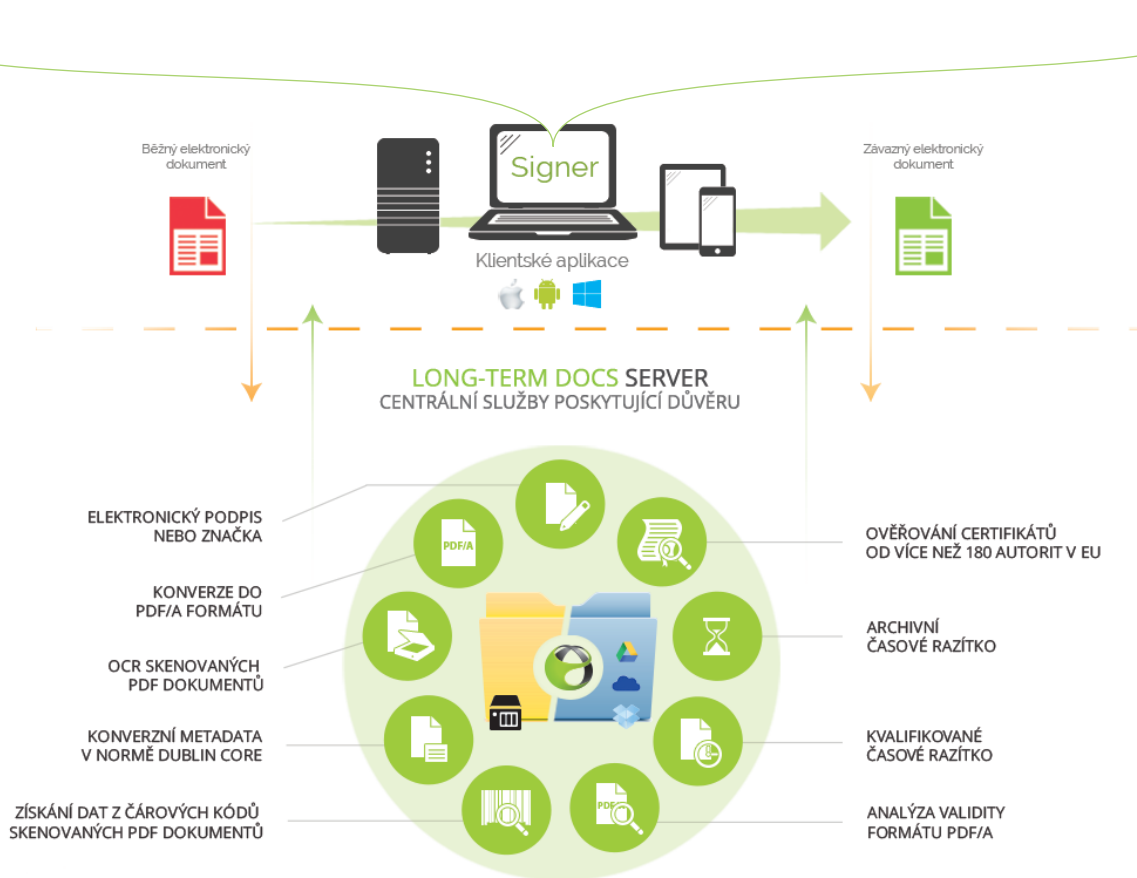 Běžný elektronický
dokument
Signer
Závazný elektronický
dokument
Klientské aplikace
LONG-TERM DOCS SERVER
CENTRÁLNÍ SLUŽBY POSKYTUJÍCÍ DŮVĚRU
ELEKTRONICKÝ PODPIS
NEBO ZNAČKA
KONVERZE DO
PDF/A FORMÁTU
OCR SKENOVANÝCH
PDF DOKUMENTŮ
KONVERZNÍ METADATA
V NORMĚ DUBLIN CORE
ZÍSKÁNÍ DAT Z ČÁROVÝCH KÓDŮ
SKENOVANÝCH PDF DOKUMENTŮ
PDF/A
PDF
OVĚŘOVÁNÍ CERTIFIKÁTŮ
OD VÍCE NEŽ 180 AUTORIT V EU
ARCHIVNÍ
ČASOVÉ RAZÍTKO
KVALIFIKOVANÉ
ČASOVÉ RAZÍTKO
ANALÝZA VALIDITY
FORMÁTU PDF/A